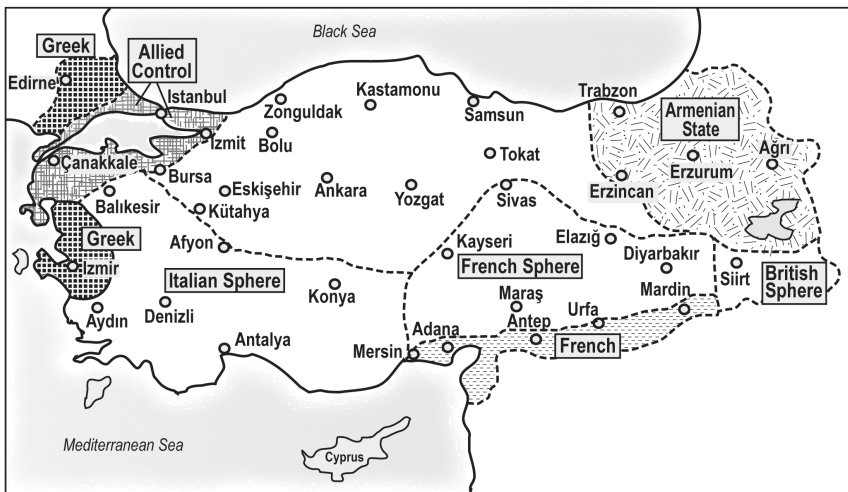 Black Sea
Greek
Allied
Control
Edirne
Istanbul
Zonguldak
Kastamonu
Samsun
Trabzon
Armenian
State
Izmit
Bolu
Çanakkale
Tokat
Ağrı
Erzurum
Bursa
Erzincan
Eskişehir
Ankara
Yozgat
Sivas
Balıkesir
Kütahya
Greek
Afyon
Kayseri
Elazığ
Diyarbakır
French Sphere
Izmir
Italian Sphere
Siirt
British
Sphere
Konya
Maraş
Mardin
Aydın
Denizli
Urfa
Antep
Adana
Antalya
Mersin
French
Mediterranean Sea
Cyprus